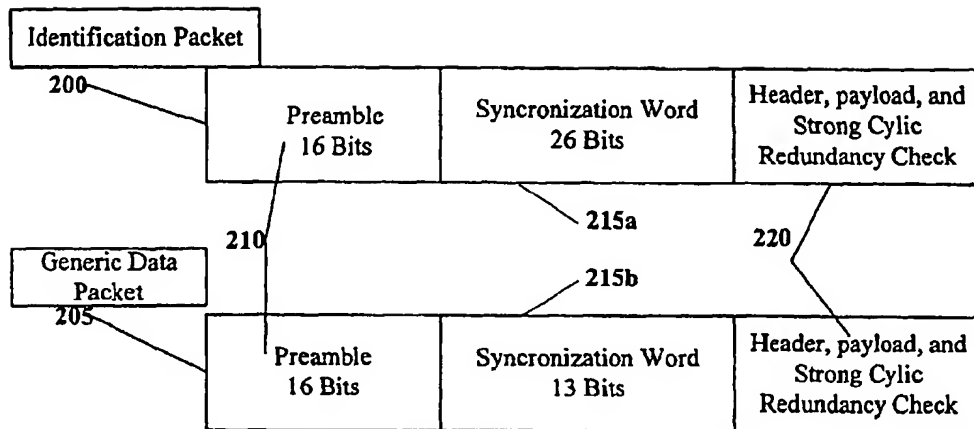 Identification Packet
200
Preamble
16 Bits
Syncronization Word
26 Bits
Header, payload, and
Strong Cylic
Redundancy Check
210
215a
220
Generic Data
Packet
215b
205
Preamble
16 Bits
Syncronization Word
13 Bits
Header, payload, and
Strong Cylic
Redundancy Check